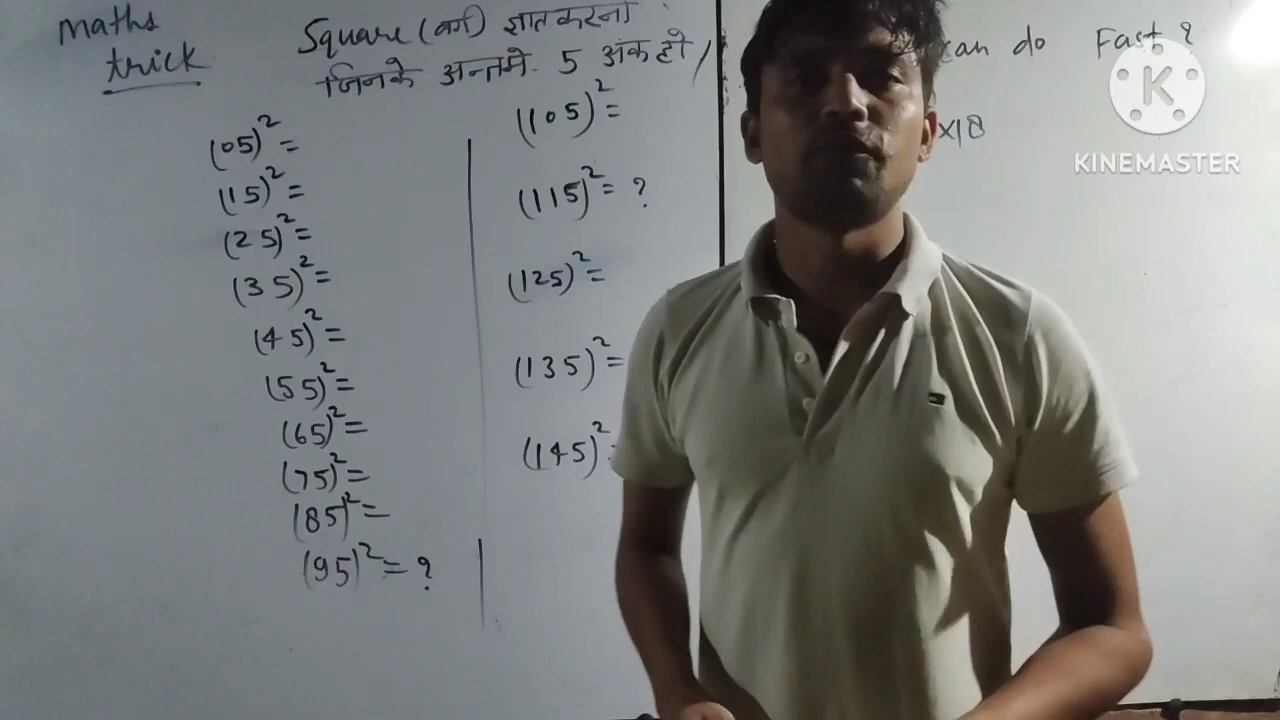 maths
trick
Square (वर्ग) ज्ञात करना
जिनके अन्तमे. 5 अंक हो /
(05)²=
(15)²=
(25)²=
(35)²=
(45)²=
(55)²=
(65)²=
(75)²=
(85)²=
(95)²= ?
(105)²=
(115)²= ?
(125)²=
(135)²=
(145)²=
can do Fast ?
×18
K
KINEMASTER